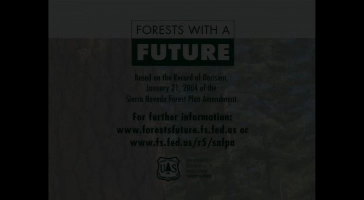 FORESTS WITH A
FUTURE
Based on the Record of Decision,
January 21, 2004 of the
Sierra Nevada Forest Plan Amendment.
For further information:
www.forestsfuture.fs.fed.us or
www.fs.fed.us/r5/snfpa
U S